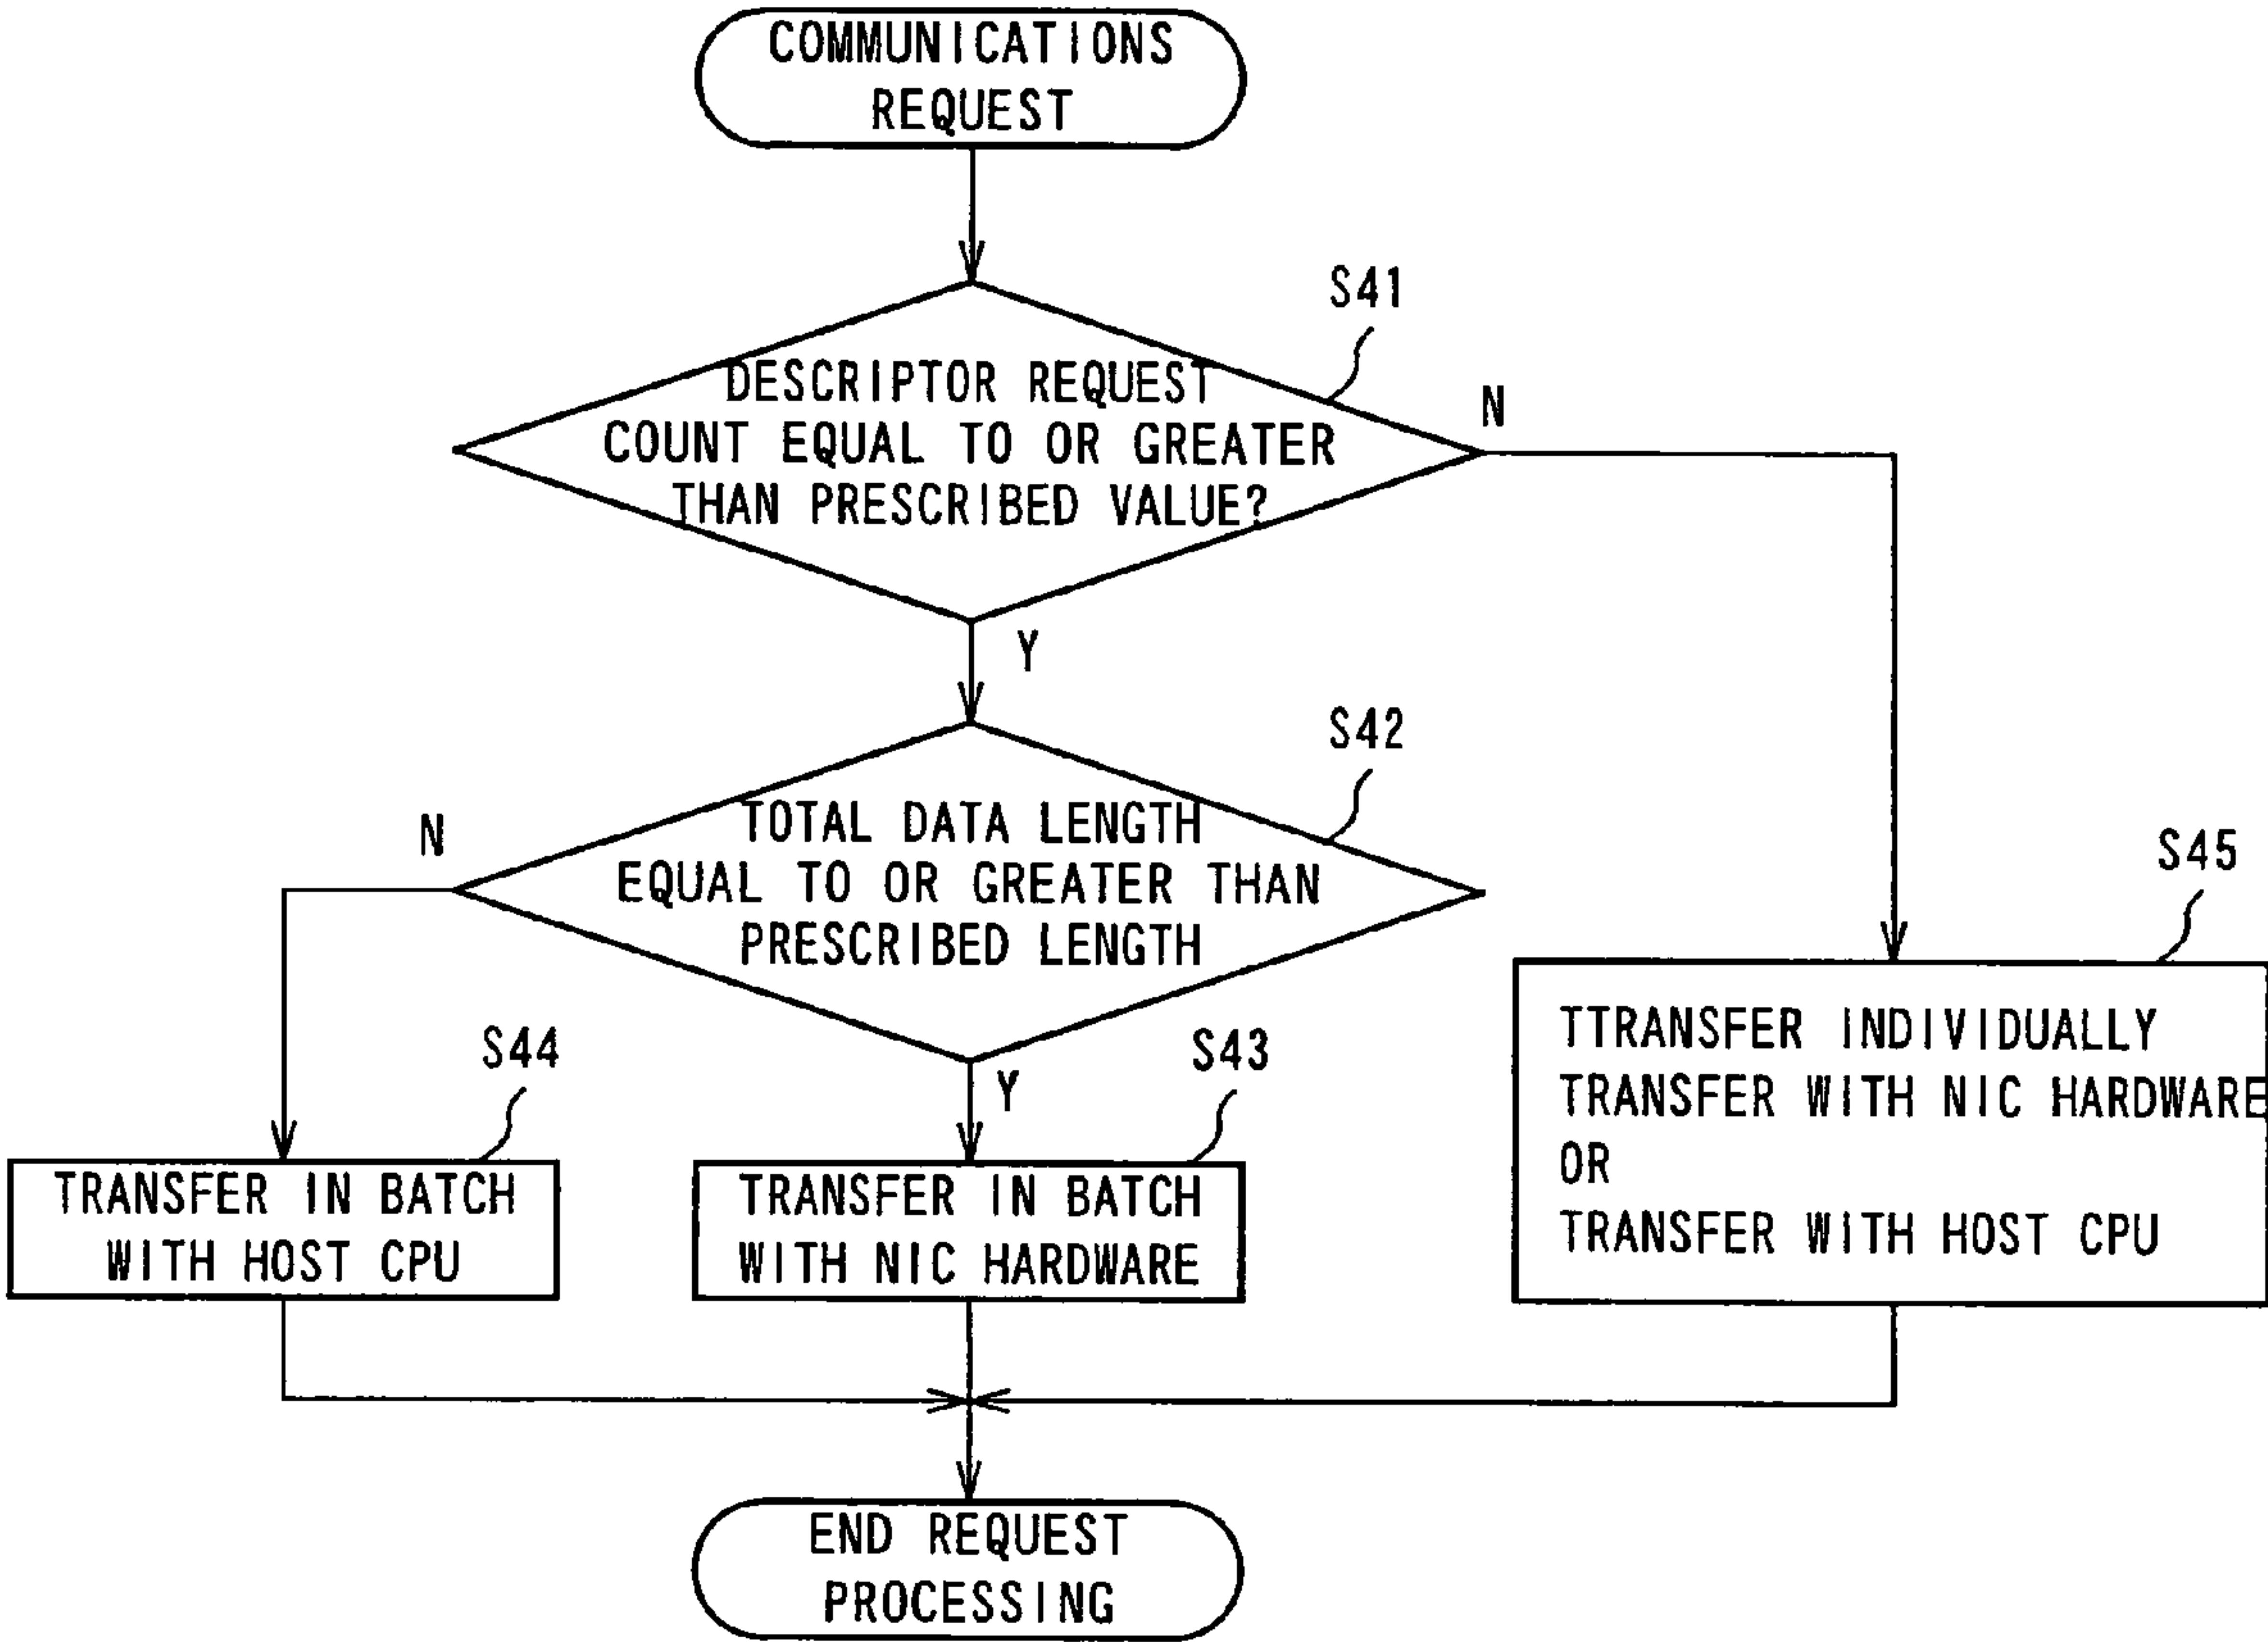 COMMUNICATIONS
REQUEST
S41
DESCRIPTOR REQUEST
COUNT EQUAL TO OR GREATER
THAN PRESCRIBED VALUE?
N
Y
S42
TOTAL DATA LENGTH
EQUAL TO OR GREATER THAN
PRESCRIBED LENGTH
N
Y
S44
TRANSFER IN BATCH
WITH HOST CPU
S43
TRANSFER IN BATCH
WITH NIC HARDWARE
S45
TTRANSFER INDIVIDUALLY
TRANSFER WITH NIC HARDWARE
OR
TRANSFER WITH HOST CPU
END REQUEST
PROCESSING